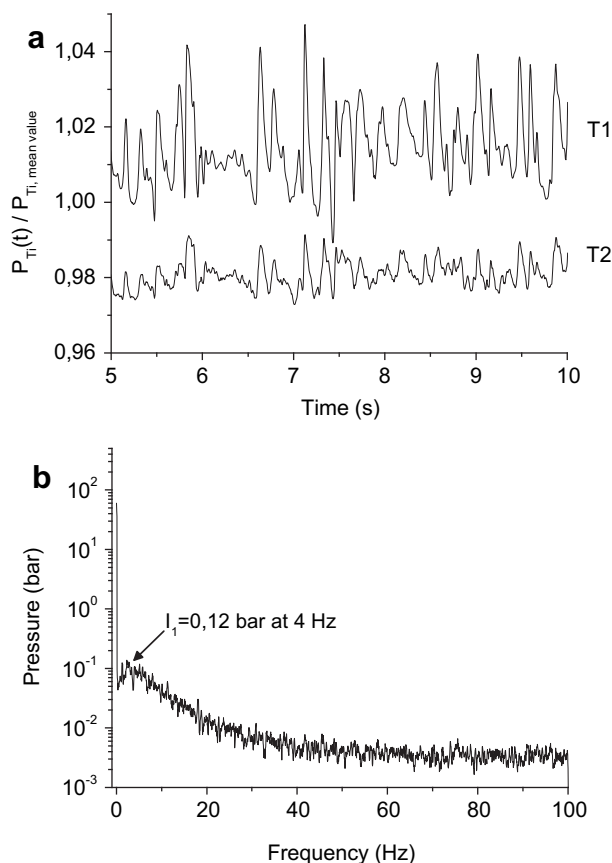 a
1,04
1,02
1,00
0,98
0,96
P_Ti(t) / P_Ti, mean value
T1
T2
5 6 7 8 9 10
Time (s)
b
10^2
10^1
10^0
10^-1
10^-2
10^-3
Pressure (bar)
I_1=0,12 bar at 4 Hz
0 20 40 60 80 100
Frequency (Hz)